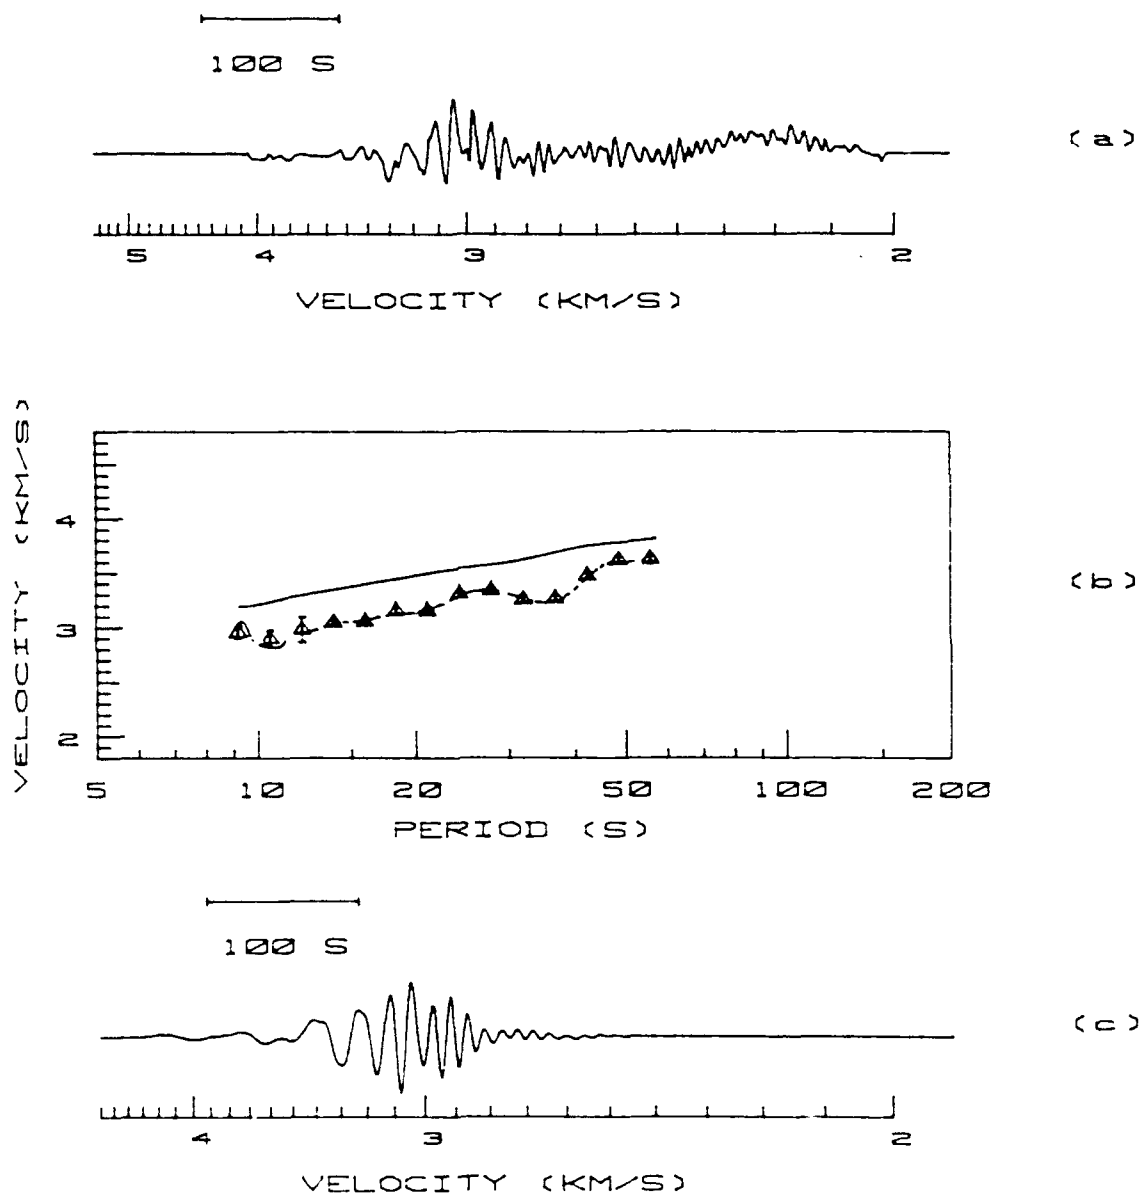 100 S
(a)
5 4 3 2
VELOCITY (KM/S)
VELOCITY (KM/S)
4
3
2
(b)
5 10 20 50 100 200
PERIOD (S)
100 S
(c)
4 3 2
VELOCITY (KM/S)